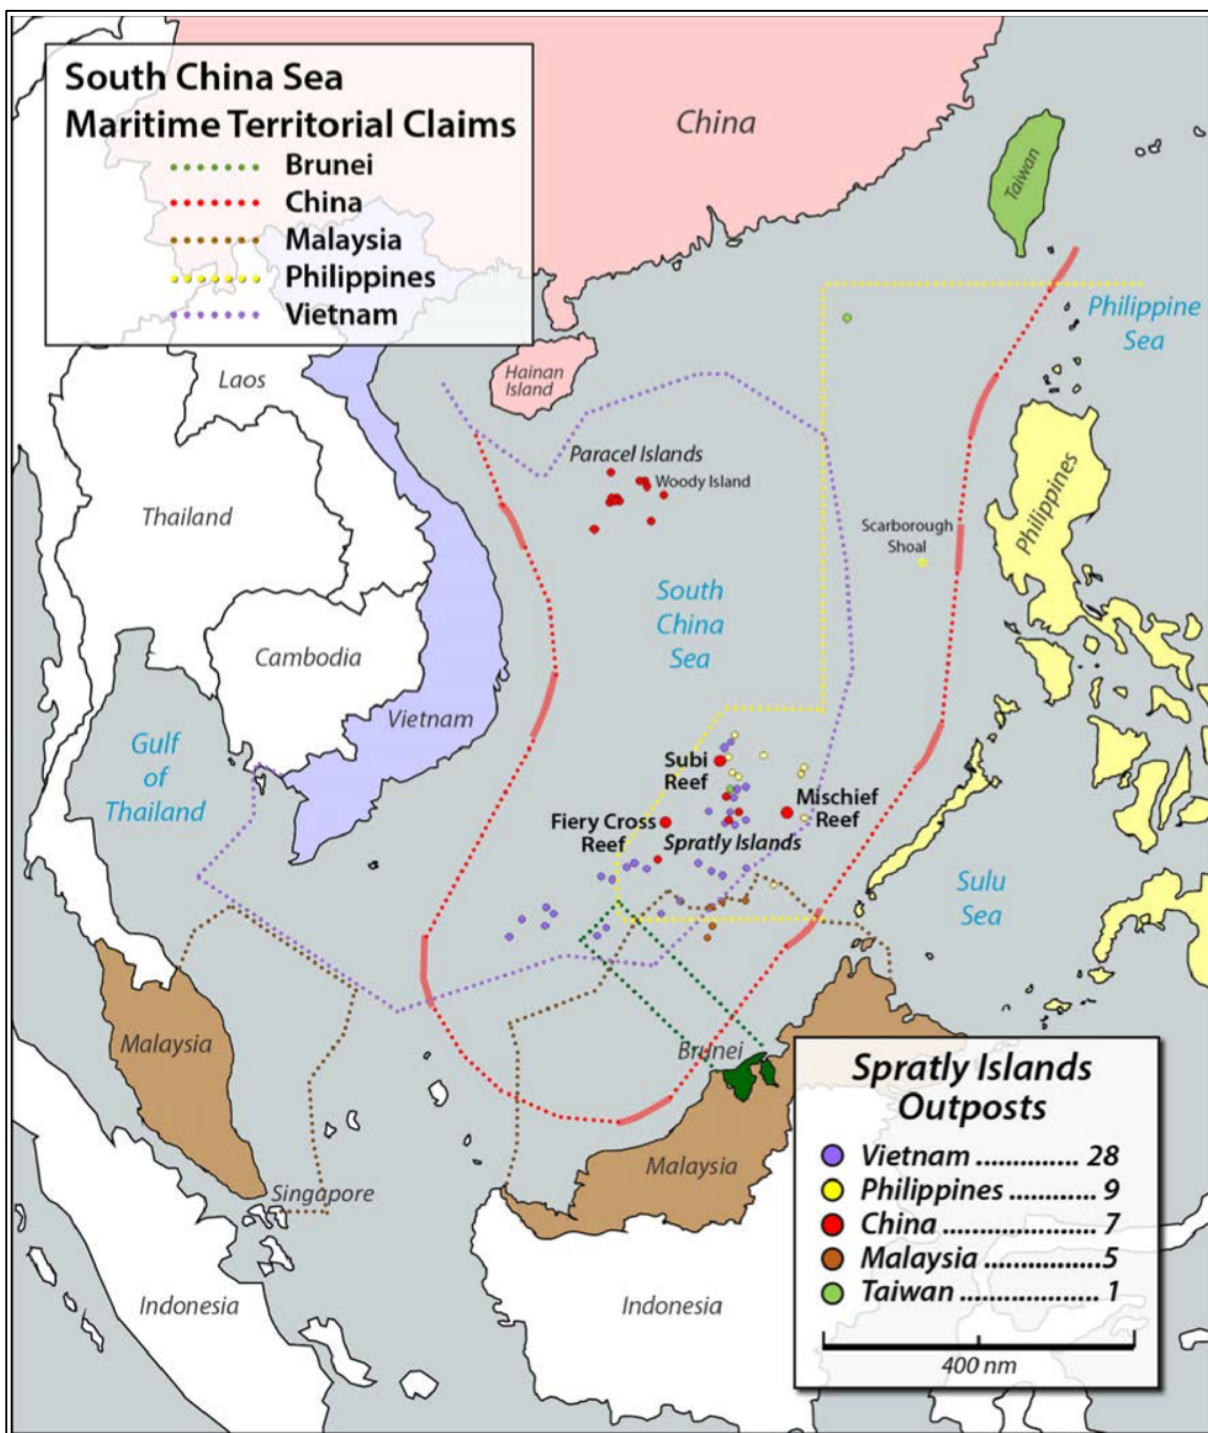 South China Sea
Maritime Territorial Claims
Brunei
China
Malaysia
Philippines
Vietnam
China
Taiwan
Philippine
Sea
Hainan
Island
Laos
Paracel Islands
Woody Island
Thailand
Scarborough
Shoal
Philippines
South
China
Sea
Cambodia
Vietnam
Gulf
of
Thailand
Subi
Reef
Mischief
Reef
Fiery Cross
Reef
Spratly Islands
Sulu
Sea
Malaysia
Brunei
Malaysia
Singapore
Indonesia
Indonesia
Spratly Islands
Outposts
Vietnam .............. 28
Philippines ............ 9
China ..................... 7
Malaysia ................5
Taiwan ................... 1
400 nm